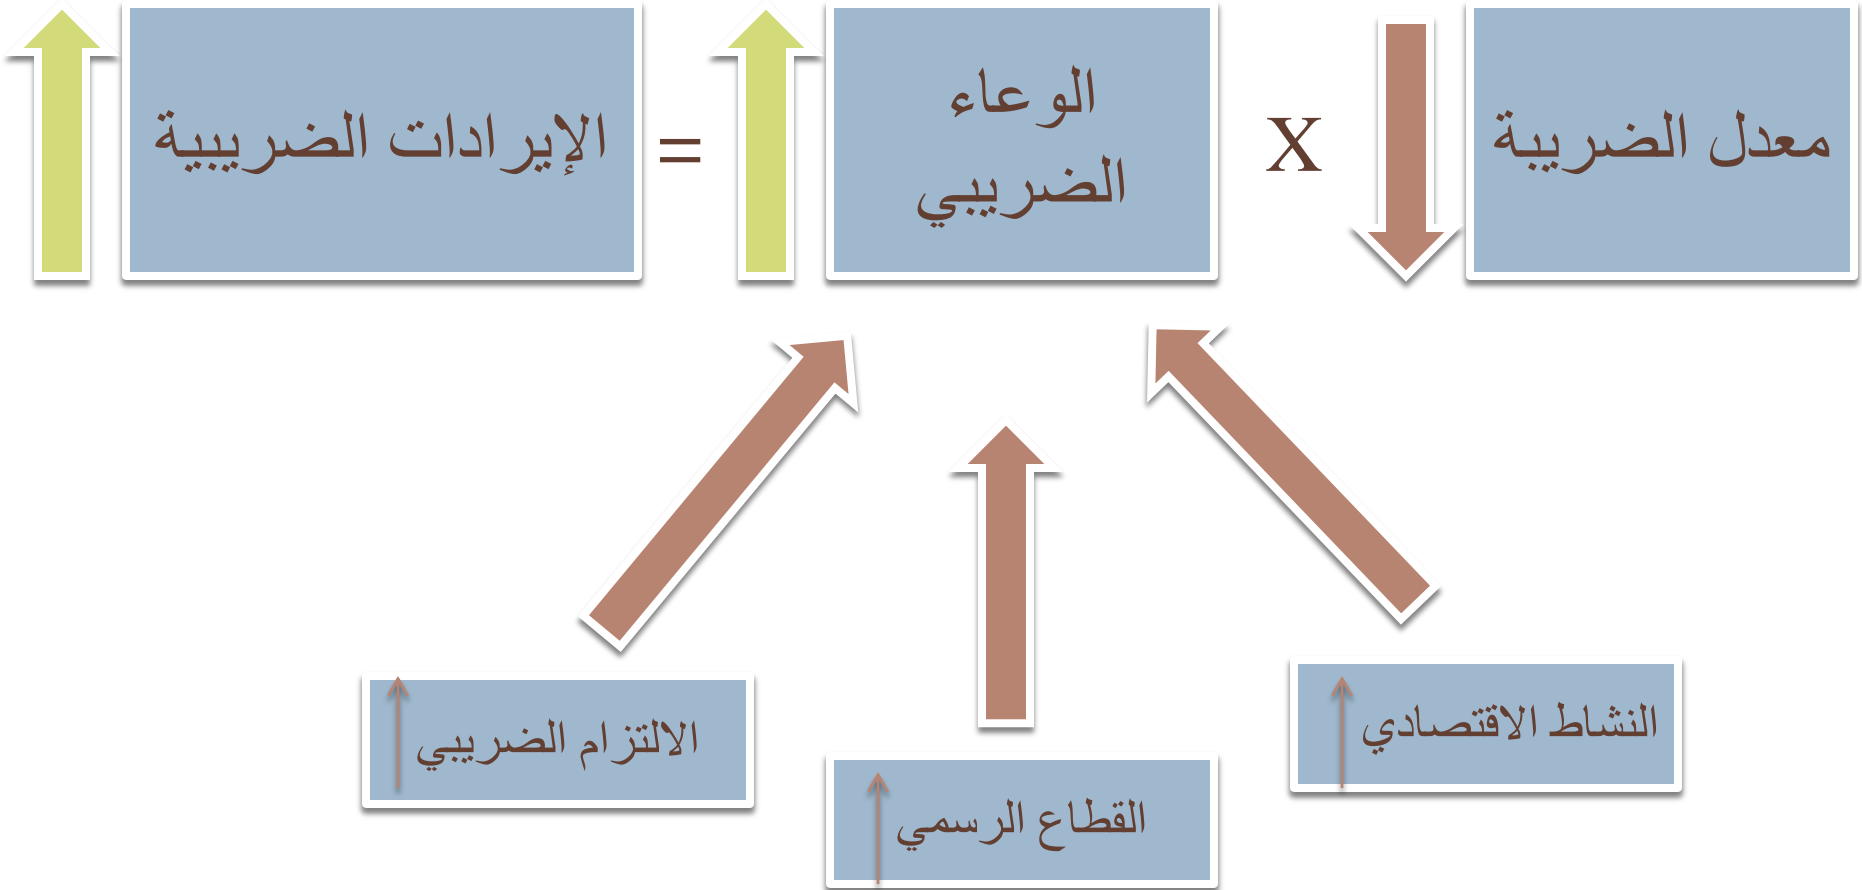 معدل الضريبة
X
الوعاء
الضريبي
=
الإيرادات الضريبية
النشاط الاقتصادي
القطاع الرسمي
الالتزام الضريبي